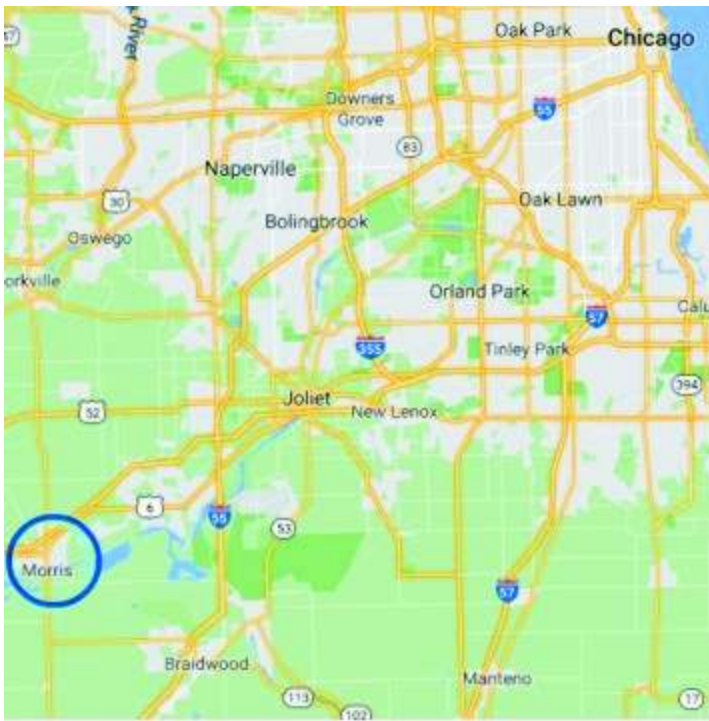 Oak Park
Chicago
River
Downers
Grove
55
83
Naperville
30
Oak Lawn
Bolingbrook
Oswego
orkville
Orland Park
57
Calu
355
Tinley Park
394
Joliet
52
New Lenox
6
55
53
Morris
57
Braidwood
Manteno
113
17
102